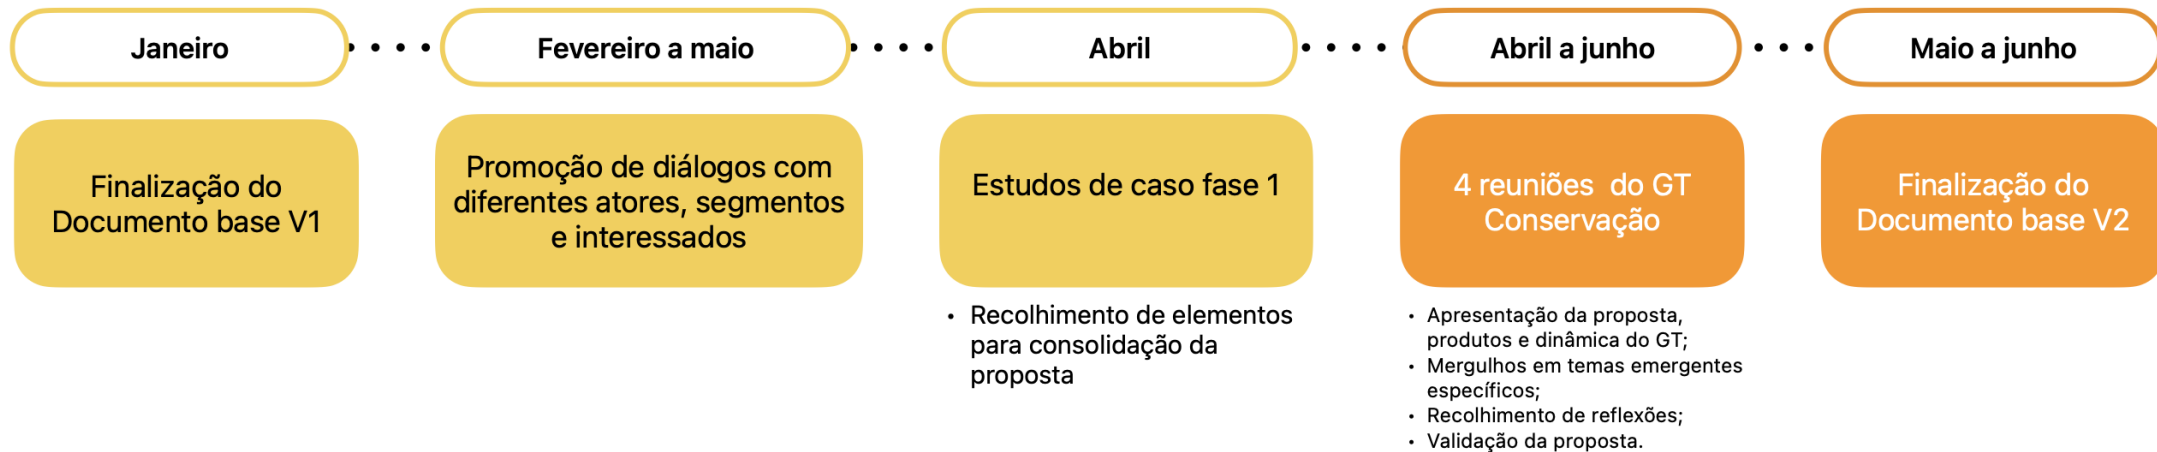 Janeiro
Fevereiro a maio
Abril
Abril a junho
Maio a junho
Finalização do
Documento base V1
Promoção de diálogos com
diferentes atores, segmentos
e interessados
Estudos de caso fase 1
4 reuniões do GT
Conservação
Finalização do
Documento base V2
• Recolhimento de elementos
para consolidação da
proposta
• Apresentação da proposta,
produtos e dinâmica do GT;
• Mergulhos em temas emergentes
específicos;
• Recolhimento de reflexões;
• Validação da proposta.